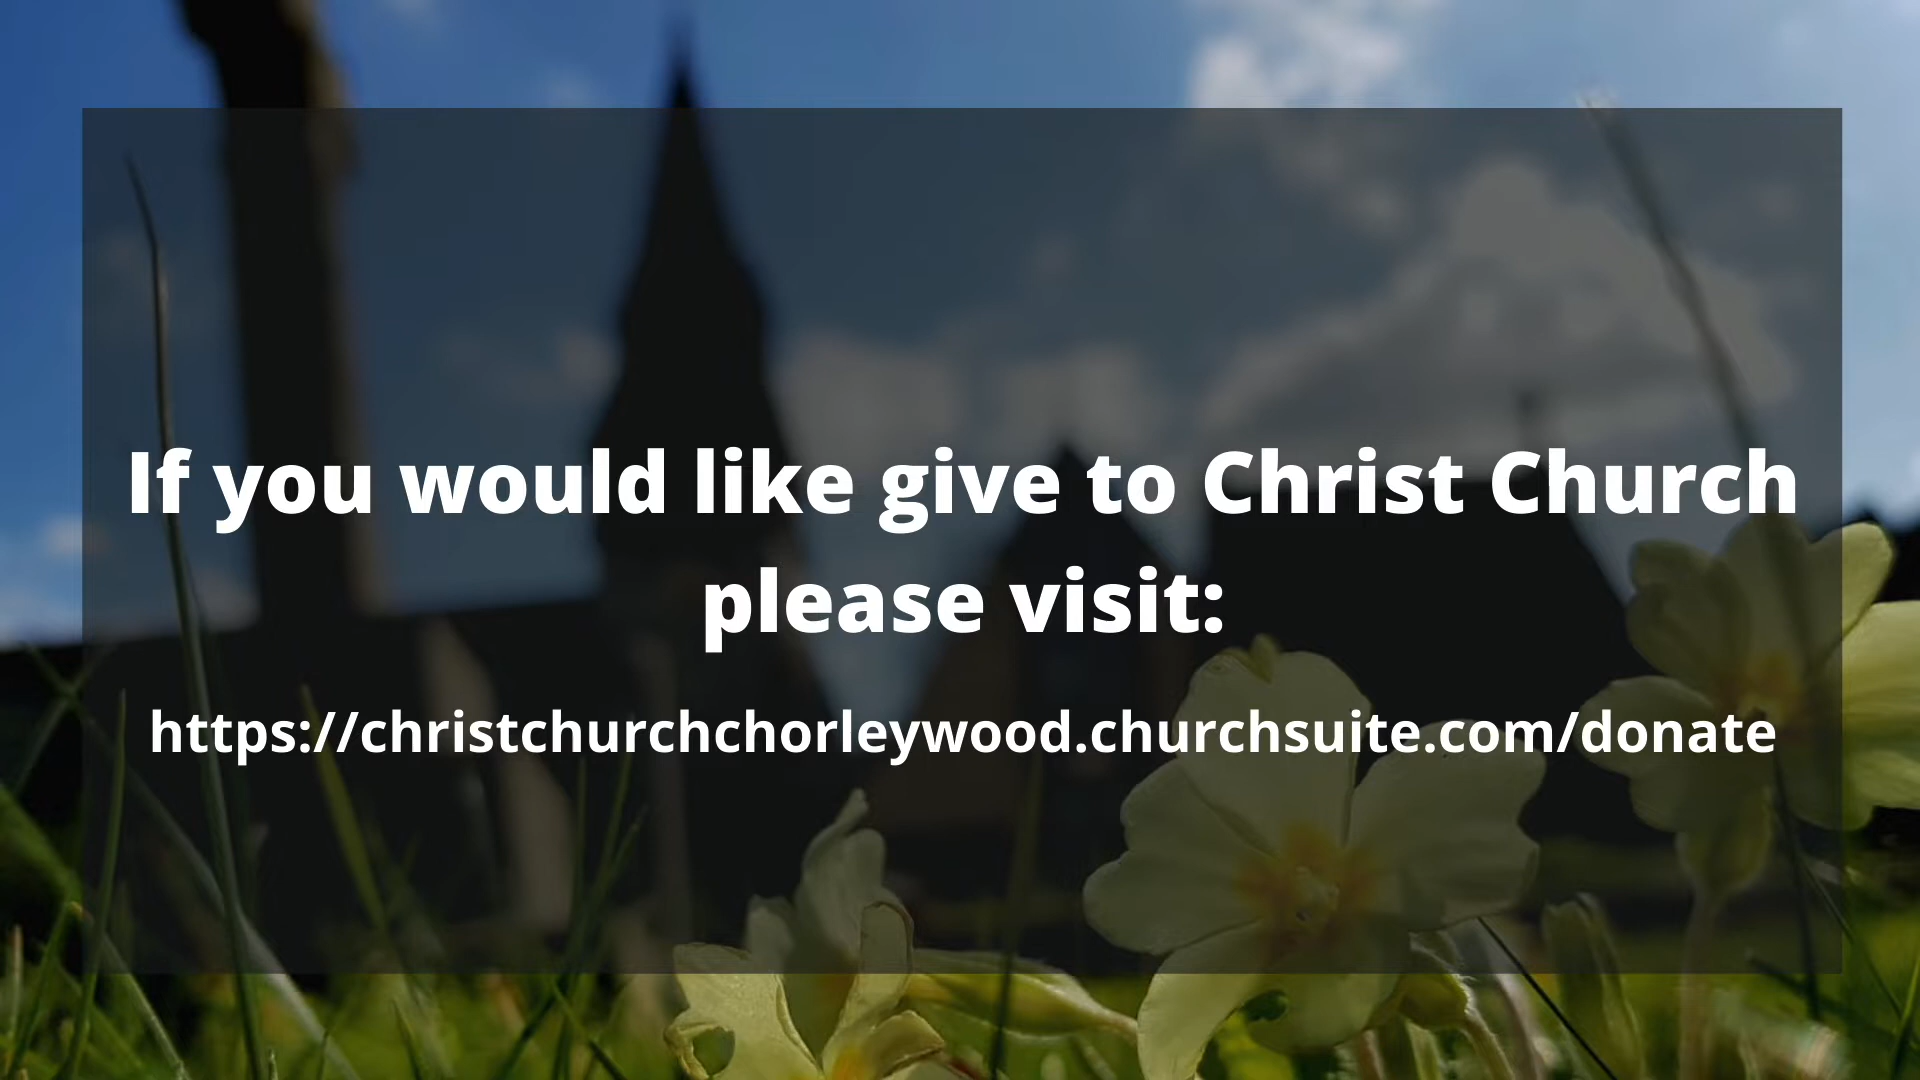 If you would like give to Christ Church
please visit:
https://christchurchchorleywood.churchsuite.com/donate